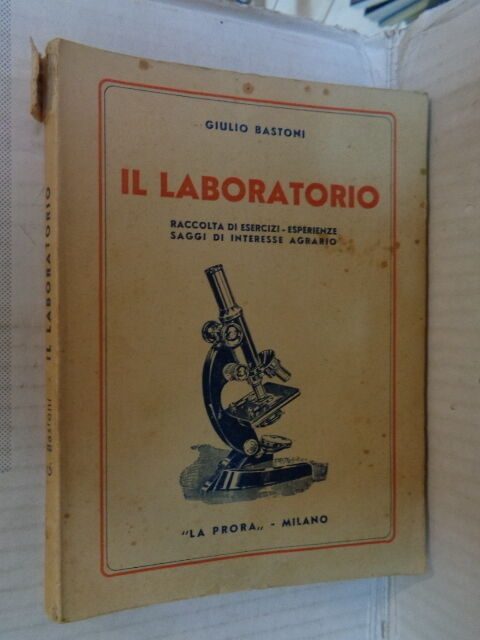 GIULIO BASTONI
IL LABORATORIO
RACCOLTA DI ESERCIZI - ESPERIENZE
SAGGI DI INTERESSE AGRARIO
"LA PRORA„ - MILANO
G. Bastoni - IL LABORATORIO